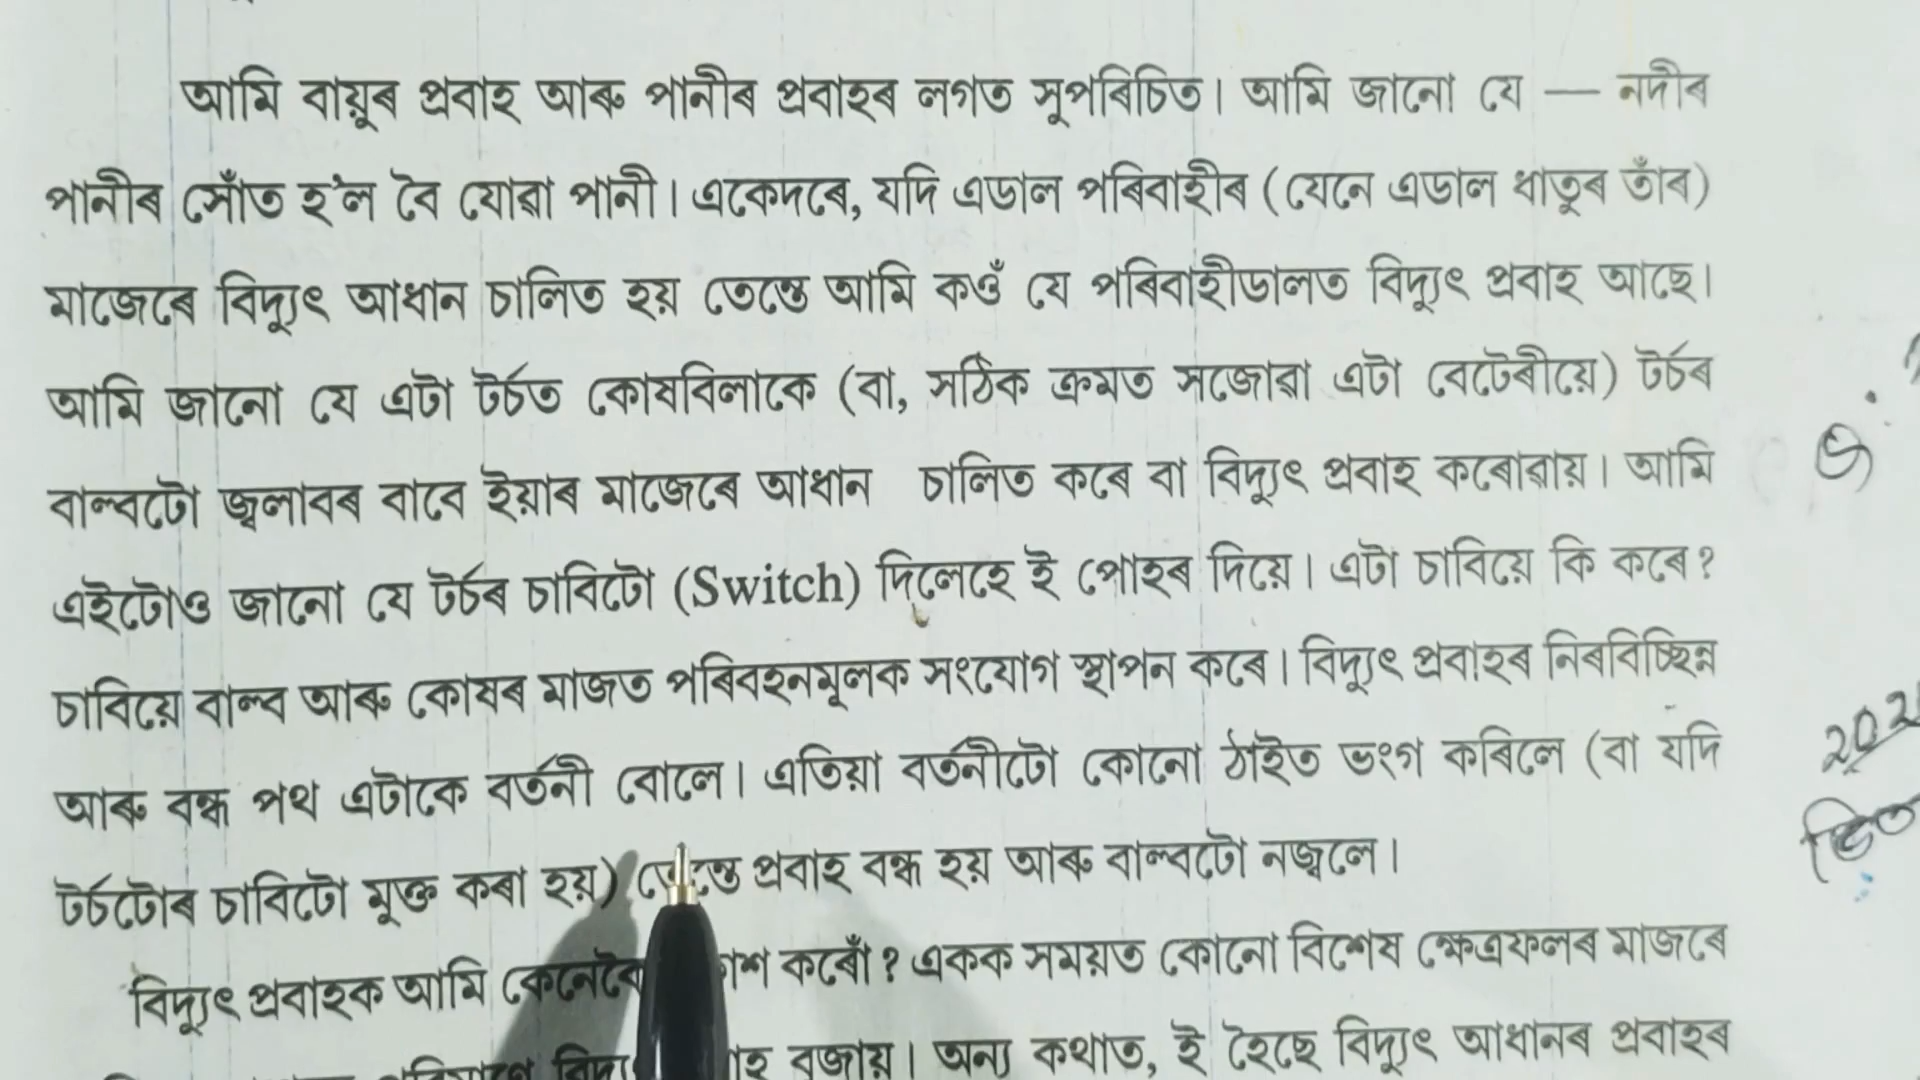 আমি বায়ুৰ প্ৰবাহ আৰু পানীৰ প্ৰবাহৰ লগত সুপৰিচিত। আমি জানো যে — নদীৰ
পানীৰ সোঁত হ'ল বৈ যোৱা পানী। একেদৰে, যদি এডাল পৰিবাহীৰ (যেনে এডাল ধাতুৰ তাঁৰ)
মাজেৰে বিদ্যুৎ আধান চালিত হয় তেন্তে আমি কওঁ যে পৰিবাহীডালত বিদ্যুৎ প্ৰবাহ আছে।
আমি জানো যে এটা টৰ্চত কোষবিলাকে (বা, সঠিক ক্ৰমত সজোৱা এটা বেটেৰীয়ে) টৰ্চৰ
বাল্বটো জ্বলাবৰ বাবে ইয়াৰ মাজেৰে আধান চালিত কৰে বা বিদ্যুৎ প্ৰবাহ কৰোৱায়। আমি
এইটোও জানো যে টৰ্চৰ চাবিটো (Switch) দিলেহে ই পোহৰ দিয়ে। এটা চাবিয়ে কি কৰে?
চাবিয়ে বাল্ব আৰু কোষৰ মাজত পৰিবহনমূলক সংযোগ স্থাপন কৰে। বিদ্যুৎ প্ৰবাহৰ নিৰবিচ্ছিন্ন
আৰু বন্ধ পথ এটাকে বৰ্তনী বোলে। এতিয়া বৰ্তনীটো কোনো ঠাইত ভংগ কৰিলে (বা যদি
টৰ্চটোৰ চাবিটো মুক্ত কৰা হয়) তেন্তে প্ৰবাহ বন্ধ হয় আৰু বাল্বটো নজ্বলে।
বিদ্যুৎ প্ৰবাহক আমি কৰোঁ? একক সময়ত কোনো বিশেষ ক্ষেত্ৰফলৰ মাজৰে
বুজায়। অন্য কথাত, ই হৈছে বিদ্যুৎ আধানৰ প্ৰবাহৰ